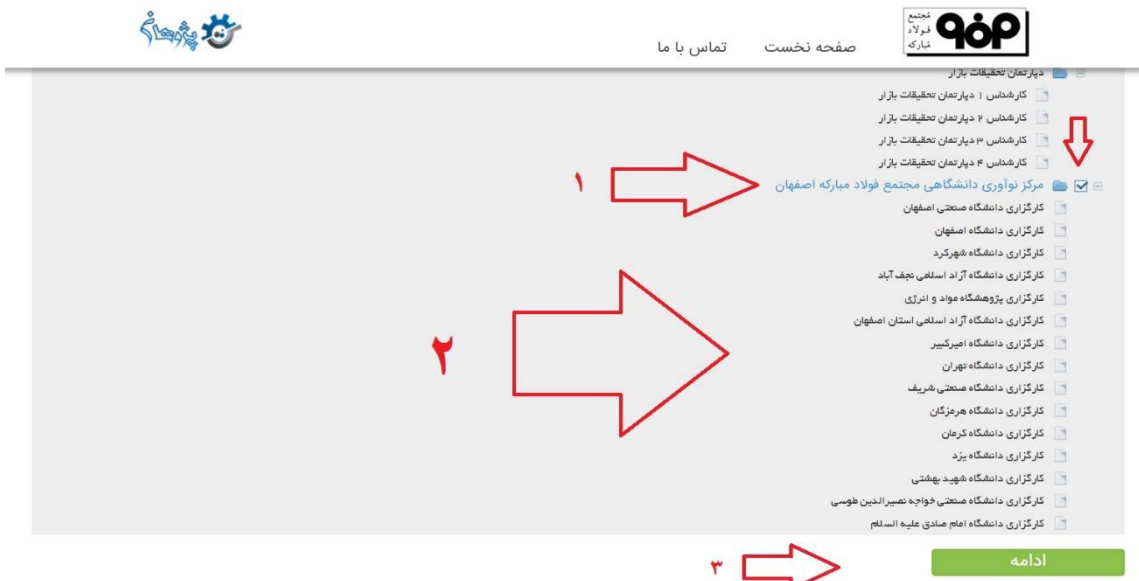 مجتمع
فولاد
مبارکه
صفحه نخست
تماس با ما
پژوهان
دپارتمان تحقیقات بازار
کارشناس ۱ دپارتمان تحقیقات بازار
کارشناس ۲ دپارتمان تحقیقات بازار
کارشناس ۳ دپارتمان تحقیقات بازار
کارشناس ۴ دپارتمان تحقیقات بازار
۱
مرکز نوآوری دانشگاهی مجتمع فولاد مبارکه اصفهان
کارگزاری دانشگاه صنعتی اصفهان
کارگزاری دانشگاه اصفهان
کارگزاری دانشگاه شهرکرد
کارگزاری دانشگاه آزاد اسلامی نجف آباد
کارگزاری پژوهشگاه مواد و انرژی
کارگزاری دانشگاه آزاد اسلامی استان اصفهان
کارگزاری دانشگاه امیرکبیر
۲
کارگزاری دانشگاه تهران
کارگزاری دانشگاه صنعتی شریف
کارگزاری دانشگاه هرمزگان
کارگزاری دانشگاه کرمان
کارگزاری دانشگاه یزد
کارگزاری دانشگاه شهید بهشتی
کارگزاری دانشگاه صنعتی خواجه نصیرالدین طوسی
کارگزاری دانشگاه امام صادق علیه السلام
ادامه
۳